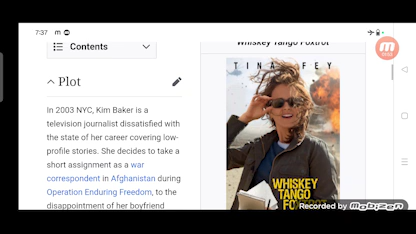 7:37 m
Contents
Whiskey Tango Foxtrot
Plot
In 2003 NYC, Kim Baker is a
television journalist dissatisfied with
the state of her career covering low-
profile stories. She decides to take a
short assignment as a war
correspondent in Afghanistan during
Operation Enduring Freedom, to the
disappointment of her boyfriend
TINA FEY
WHISKEY
TANGO
FOXTROT
Recorded by mobizen